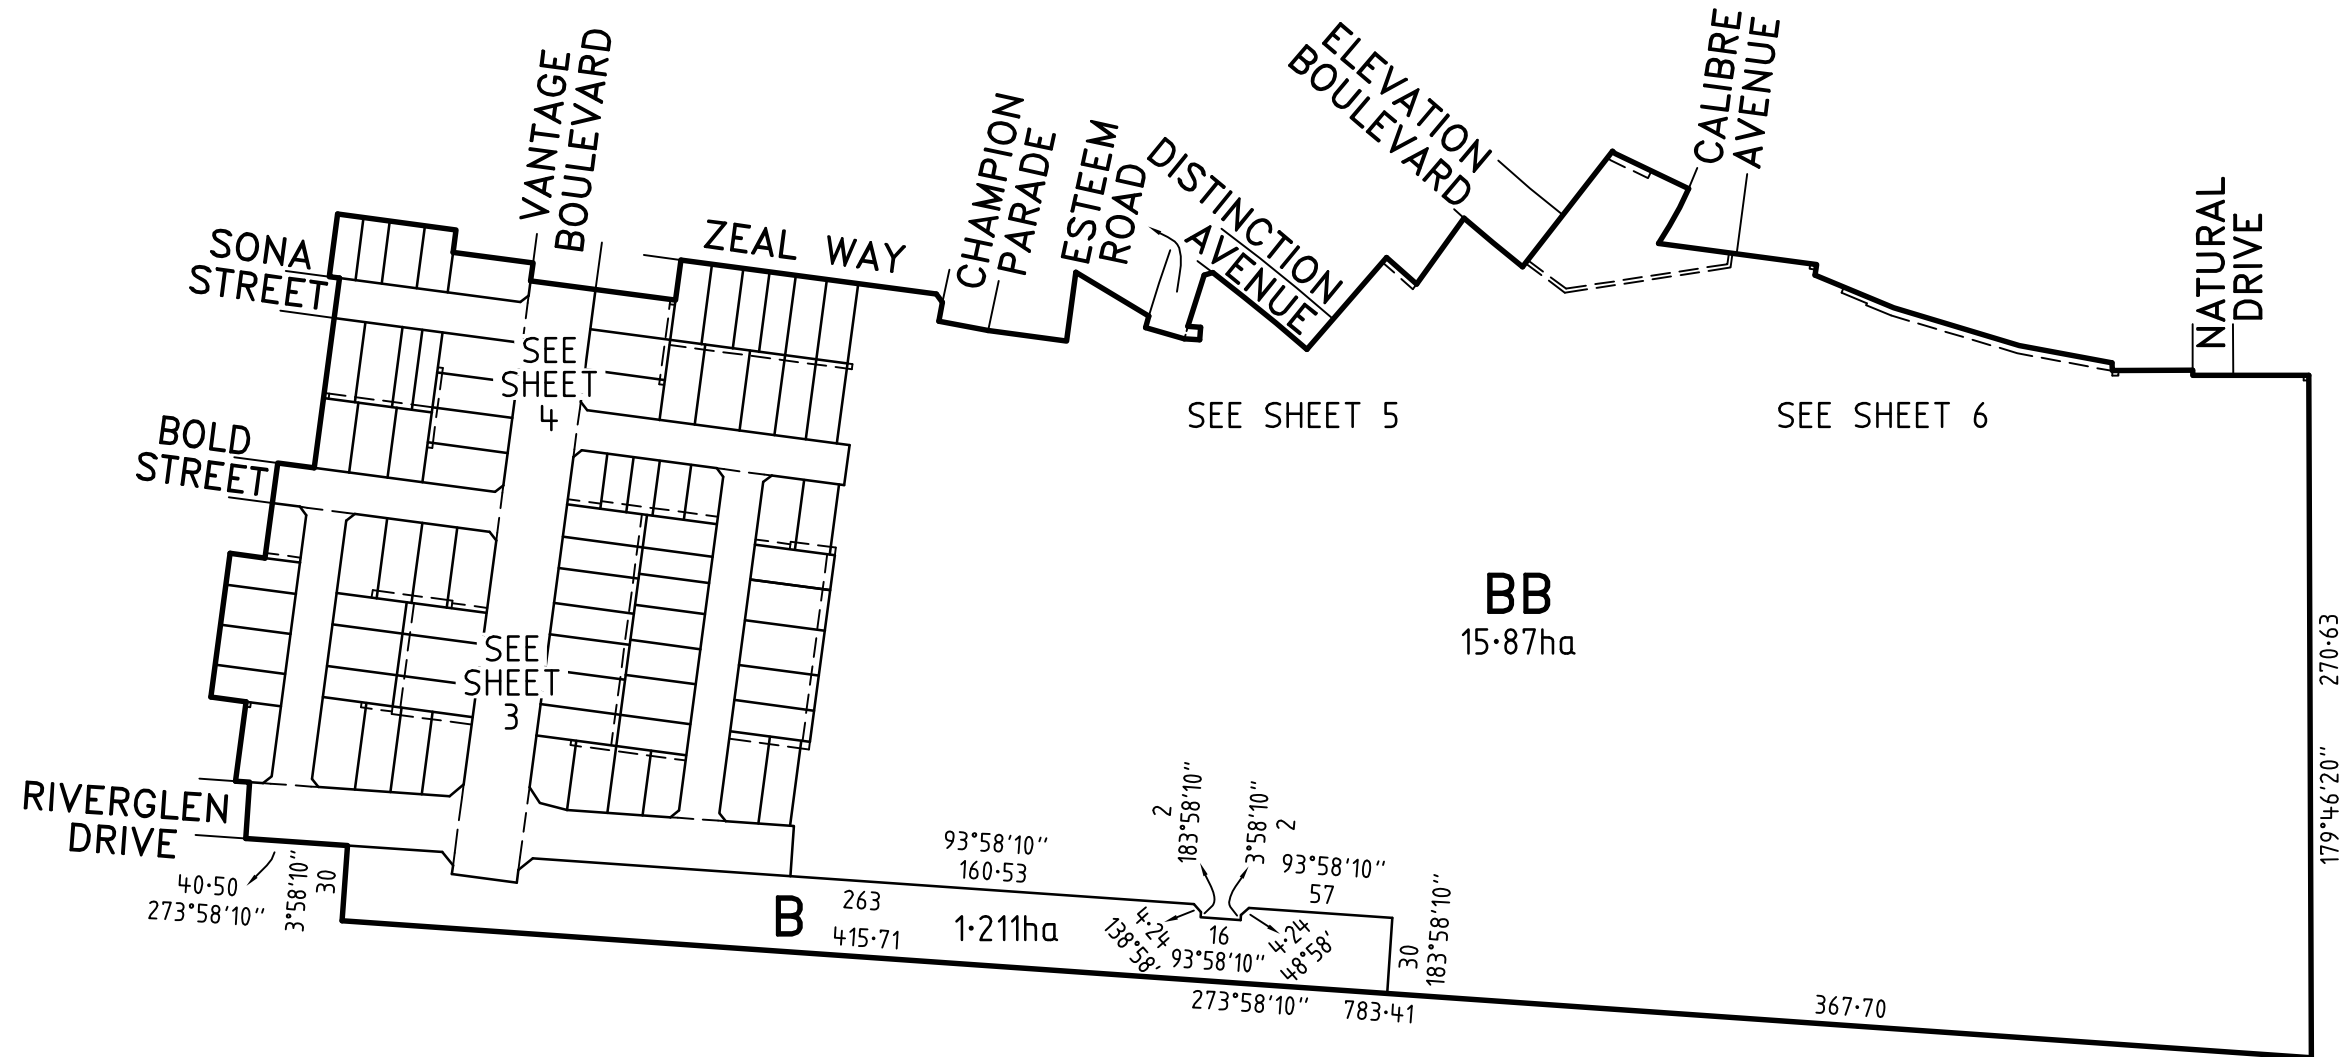 VANTAGE
BOULEVARD
ELEVATION
BOULEVARD
CALIBRE
AVENUE
CHAMPION
PARADE
ESTEEM
ROAD
DISTINCTION
AVENUE
NATURAL
DRIVE
SONA
STREET
ZEAL WAY
SEE
SHEET
4
SEE SHEET 5
SEE SHEET 6
BOLD
STREET
BB
15·87ha
SEE
SHEET
3
270·63
179°46'20"
RIVERGLEN
DRIVE
40·50
273°58'10"
3°58'10"
30
93°58'10"
160·53
2
183°58'10"
3°58'10"
2
93°58'10"
57
B
263
415·71
1·211ha
4·24
138°58'
16
93°58'10"
4·24
48°58'
30
183°58'10"
273°58'10"
783·41
367·70